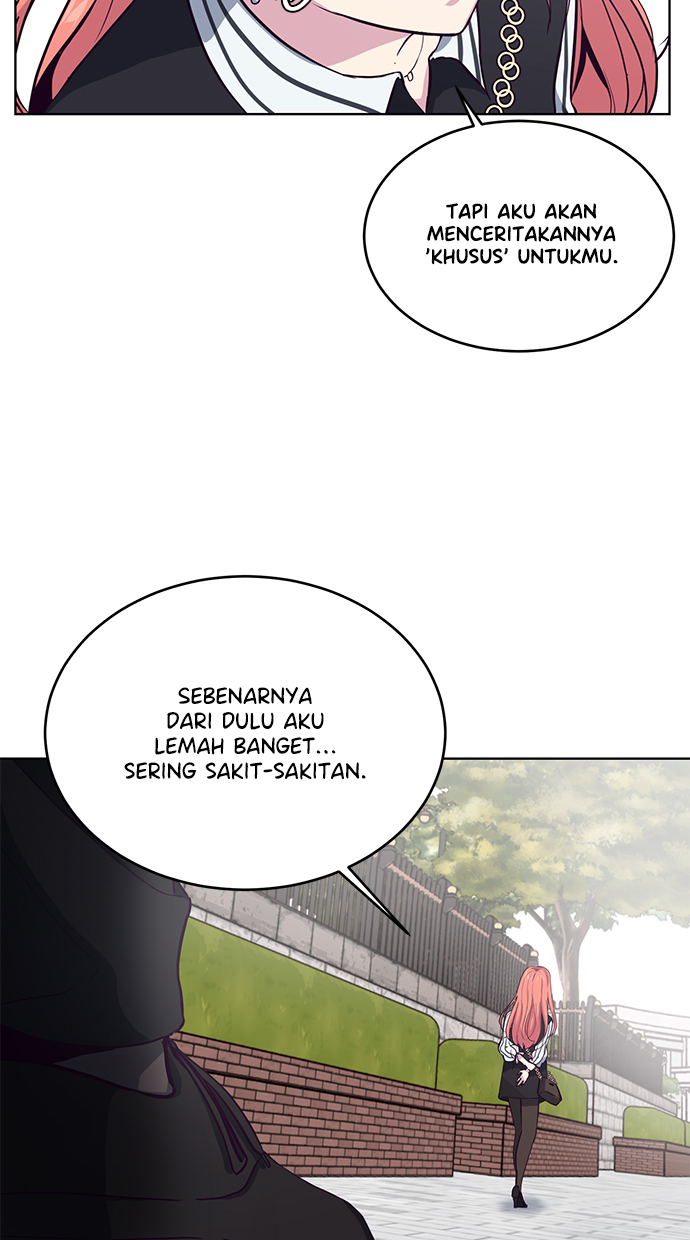 TAPI AKU AKAN
MENCERITAKANNYA
'KHUSUS' UNTUKMU.
SEBENARNYA
DARI DULU AKU
LEMAH BANGET...
SERING SAKIT-SAKITAN.